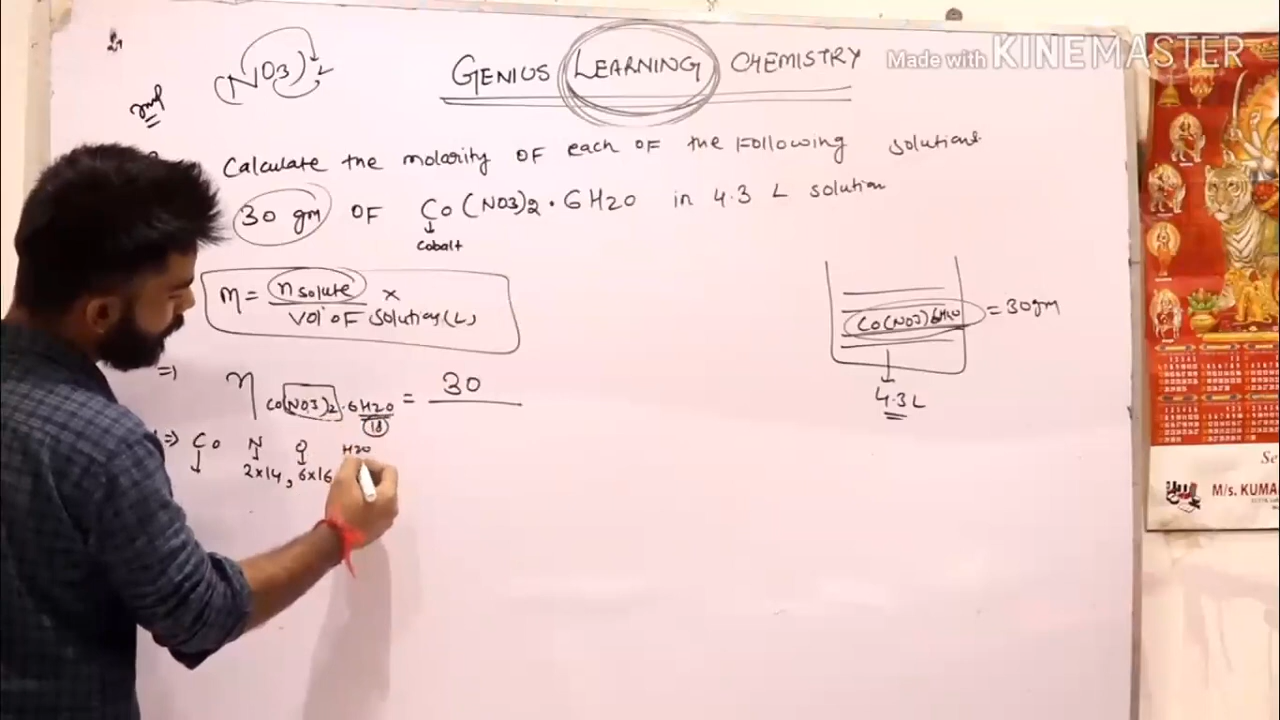 Made with KINEMASTER
(NO3)2
Imp
GENIUS LEARNING CHEMISTRY
Calculate the molarity OF each OF the Following solutions
30 gm OF Co(NO3)2·6H2O in 4.3 L solution
Cobalt
M = n solute ×
Vol OF Solution(L)
Co(NO3)6H2O = 30gm
4.3L
=) η Co(NO3)2·6H2O = 30
18
=> Co N O H2O
2×14, 6×16
M/s. KUMA